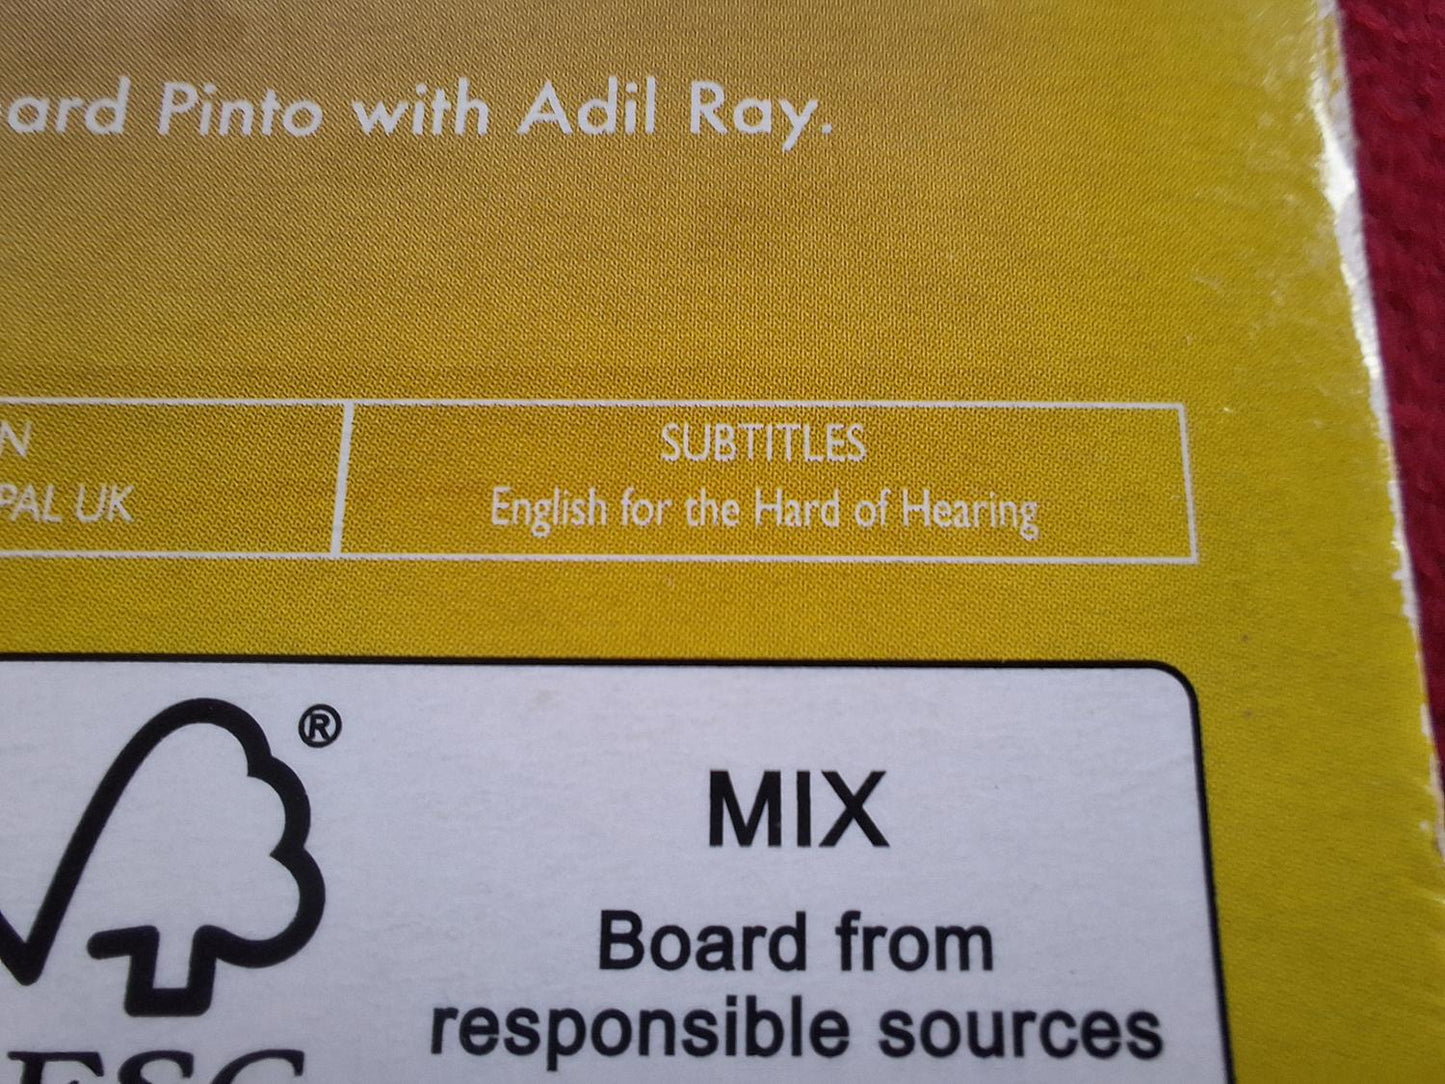 ard Pinto with Adil Ray.
N
PAL UK
SUBTITLES
English for the Hard of Hearing
®
MIX
Board from
responsible sources
FSC